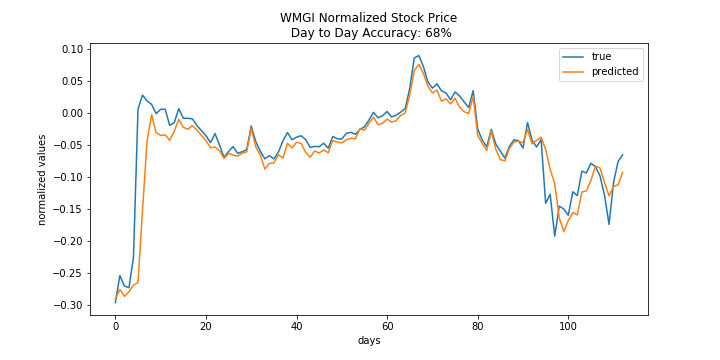 WMGI Normalized Stock Price
Day to Day Accuracy: 68%
true
predicted
normalized values
0.10
0.05
0.00
−0.05
−0.10
−0.15
−0.20
−0.25
−0.30
0 20 40 60 80 100
days